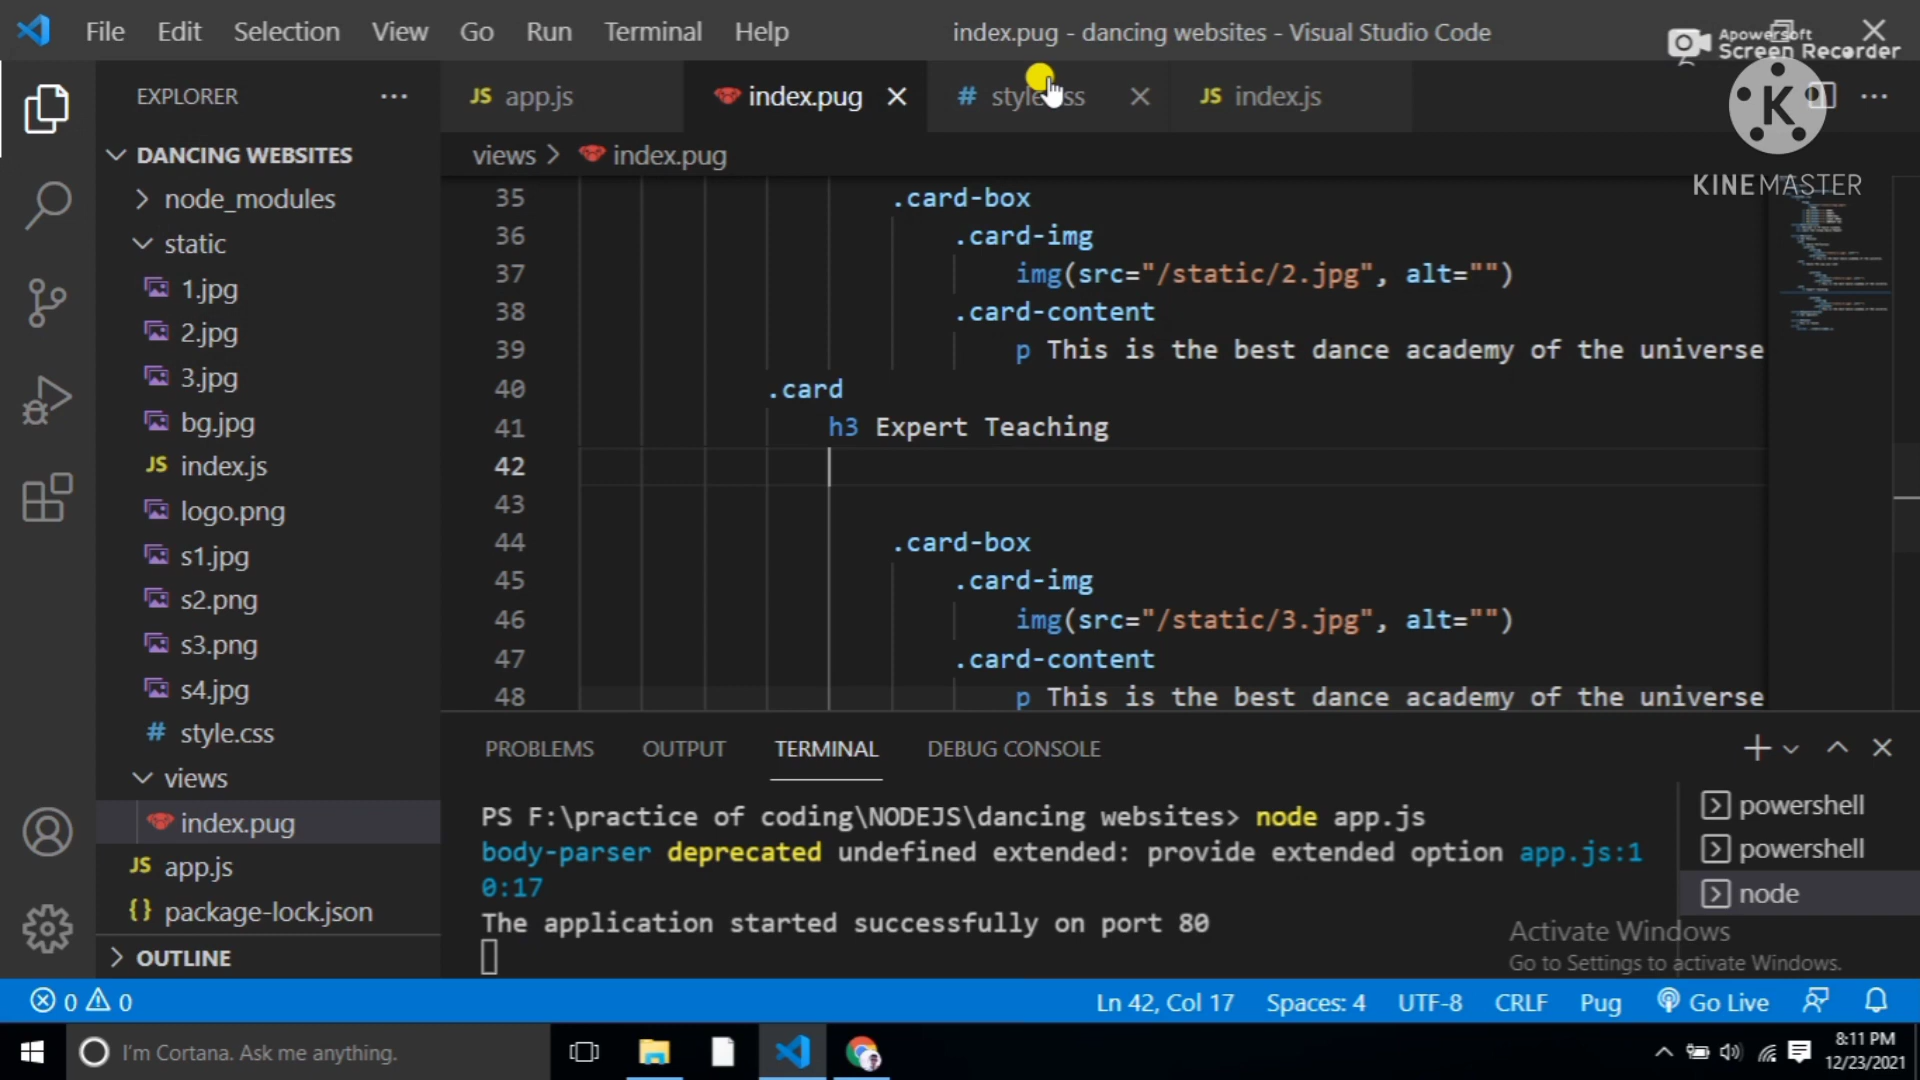 File Edit Selection View Go Run Terminal Help index.pug - dancing websites - Visual Studio Code
Apowersoft
Screen Recorder
KINEMASTER
EXPLORER
DANCING WEBSITES
node_modules
static
1.jpg
2.jpg
3.jpg
bg.jpg
JS index.js
logo.png
s1.jpg
s2.png
s3.png
s4.jpg
# style.css
views
index.pug
JS app.js
{} package-lock.json
OUTLINE
JS app.js index.pug # style.css JS index.js
views > index.pug
35 .card-box
36 .card-img
37 img(src="/static/2.jpg", alt="")
38 .card-content
39 p This is the best dance academy of the universe
40 .card
41 h3 Expert Teaching
42
43
44 .card-box
45 .card-img
46 img(src="/static/3.jpg", alt="")
47 .card-content
48 p This is the best dance academy of the universe
PROBLEMS OUTPUT TERMINAL DEBUG CONSOLE
PS F:\practice of coding\NODEJS\dancing websites> node app.js
body-parser deprecated undefined extended: provide extended option app.js:1
0:17
The application started successfully on port 80
powershell
powershell
node
Activate Windows
Go to Settings to activate Windows.
0 0 Ln 42, Col 17 Spaces: 4 UTF-8 CRLF Pug Go Live
I'm Cortana. Ask me anything.
8:11 PM
12/23/2021